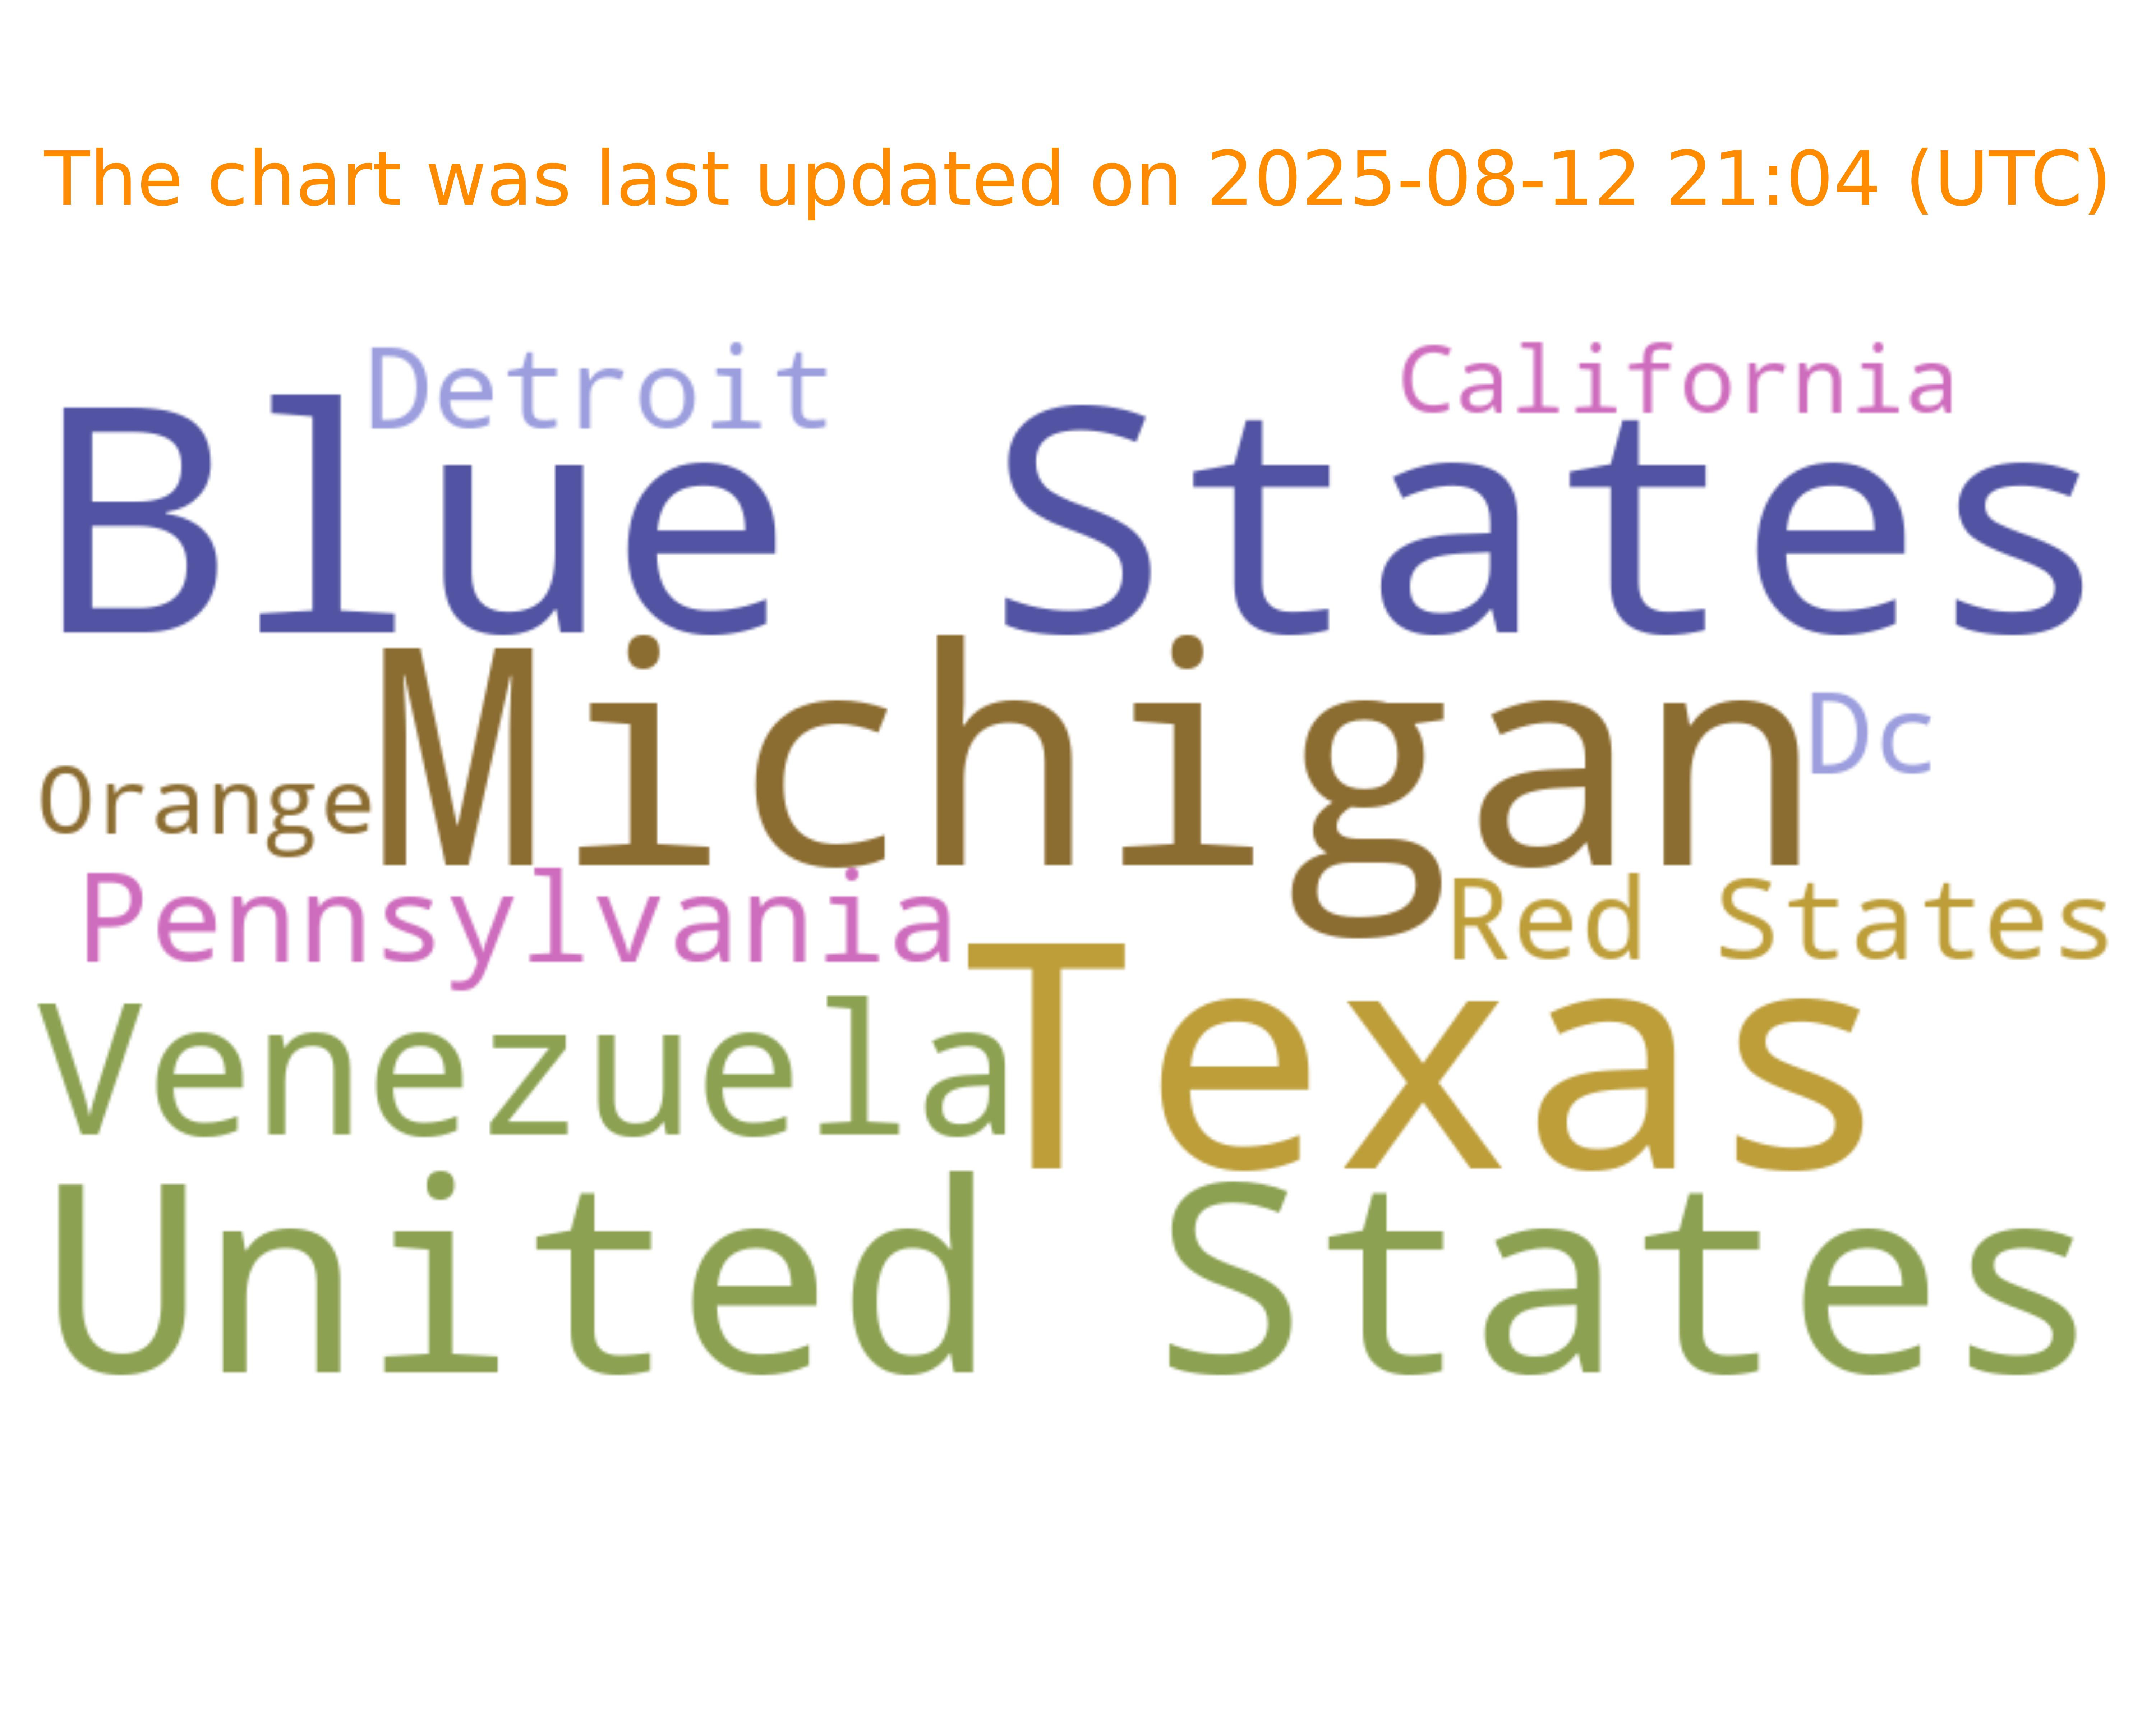 The chart was last updated on 2025-08-12 21:04 (UTC)
Detroit
California
Blue States
Michigan
Dc
Orange
Pennsylvania
Red States
Venezuela
Texas
United States